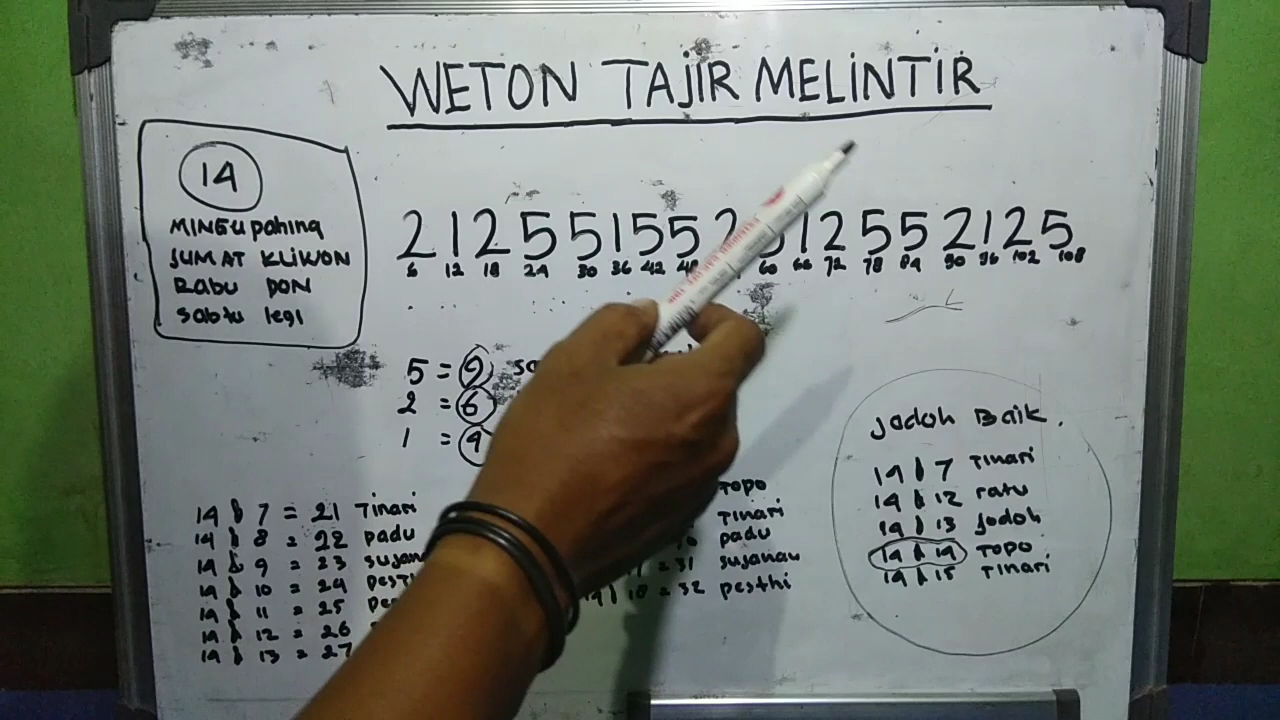 WETON TAJIR MELINTIR
14
MINGU pahing
JUMAT KLIWON
Rabu PON
Sabtu legi
2 1 2 5 5 1 5 5 2 1 2 5 5 2 1 2 5.
6 12 18 24 30 36 42 48 60 66 72 78 84 90 96 102 108
5 = 9
2 = 6
1 = 4
14 & 7 = 21 Tinari
14 & 8 = 22 padu
14 & 9 = 23
14 & 10 = 24
14 & 11 = 25
14 & 12 = 26
14 & 13 = 27
TOPO
Tinari
padu
= 31 sujanan
14 & 18 = 32 pesthi
Jodoh Baik.
14 & 7 Tinari
14 & 12 ratu
14 & 13 Jodoh
14 & 14 TOPO
14 & 15 Tinari